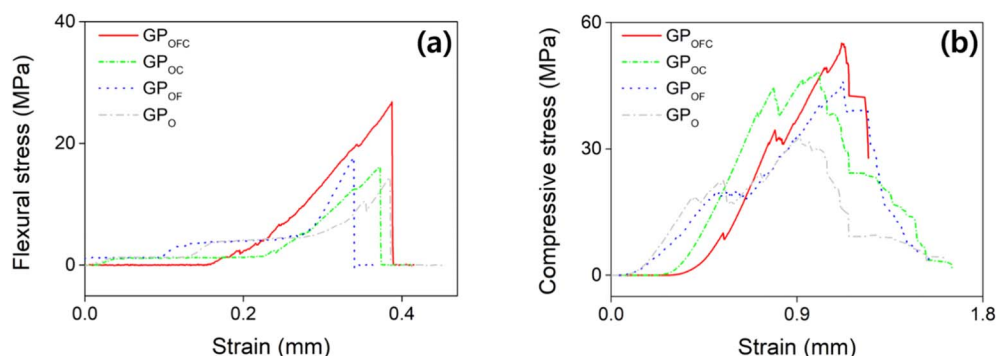 (a)
Flexural stress (MPa)
40
20
0
GP_OFC
GP_OC
GP_OF
GP_O
0.0
0.2
0.4
Strain (mm)
(b)
Compressive stress (MPa)
60
30
0
GP_OFC
GP_OC
GP_OF
GP_O
0.0
0.9
1.8
Strain (mm)